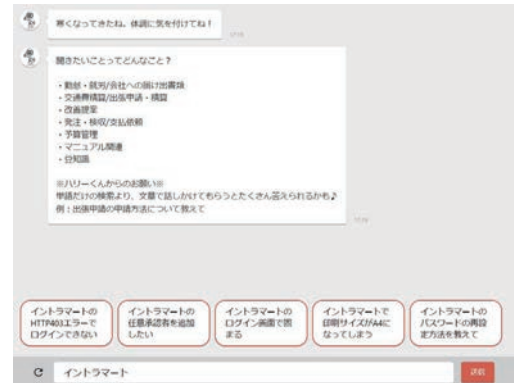 寒くなってきたね。体調に気を付けてね！
聞きたいことってどんなこと？
・勤怠・就労/会社への届け出書類
・交通費精算/出張申請・精算
・改善提案
・発注・検収/支払依頼
・予算管理
・マニュアル関連
・豆知識
※ハリーくんからのお願い※
単語だけの検索より、文章で話しかけてもらうとたくさん答えられるかも♪
例：出張申請の申請方法について教えて
イントラマートの
HTTP403エラーで
ログインできない
イントラマートの
任意承認者を追加
したい
イントラマートの
ログイン画面で固
まる
イントラマートで
印刷サイズがA4に
なってしまう
イントラマートの
パスワードの再設
定方法を教えて
イントラマート
送信